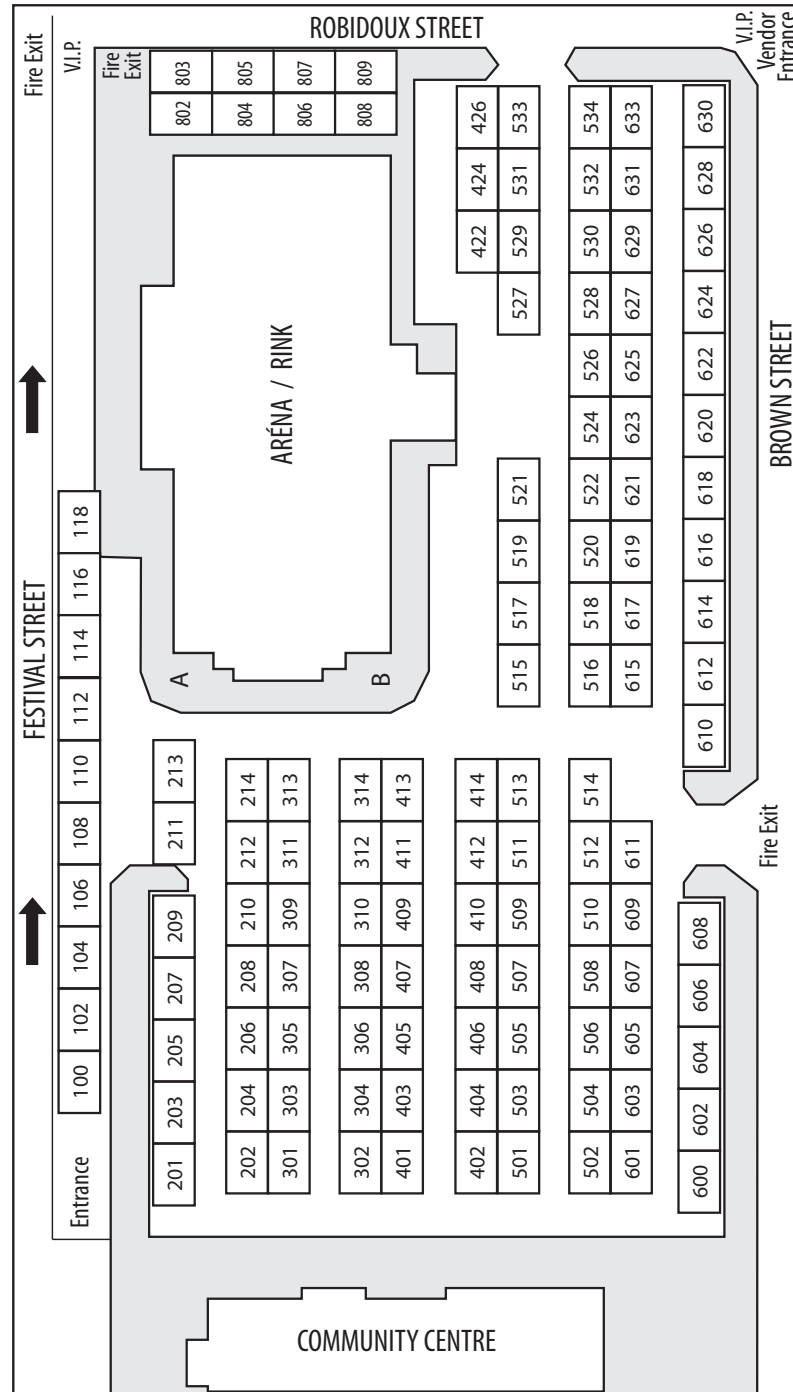 ROBIDOUX STREET
Fire Exit
V.I.P.
Fire
Exit
V.I.P.
Vendor
Entrance
803 805 807 809
802 804 806 808
426 533 534 633 630
424 531 532 631 628
422 529 530 629 626
527 528 627 624
526 625 622
524 623 620
521 522 621 618
519 520 619 616
517 518 617 614
515 516 615 612
610
ARÉNA / RINK
A
B
BROWN STREET
FESTIVAL STREET
118
116
114
112
110
108
106
104
102
100
Entrance
213
211
209
207
205
203
201
214 313 314 413 414 513 514
212 311 312 411 412 511 512 611
210 309 310 409 410 509 510 609
208 307 308 407 408 507 508 607
206 305 306 405 406 505 506 605
204 303 304 403 404 503 504 603
202 301 302 401 402 501 502 601
Fire Exit
608
606
604
602
600
COMMUNITY CENTRE